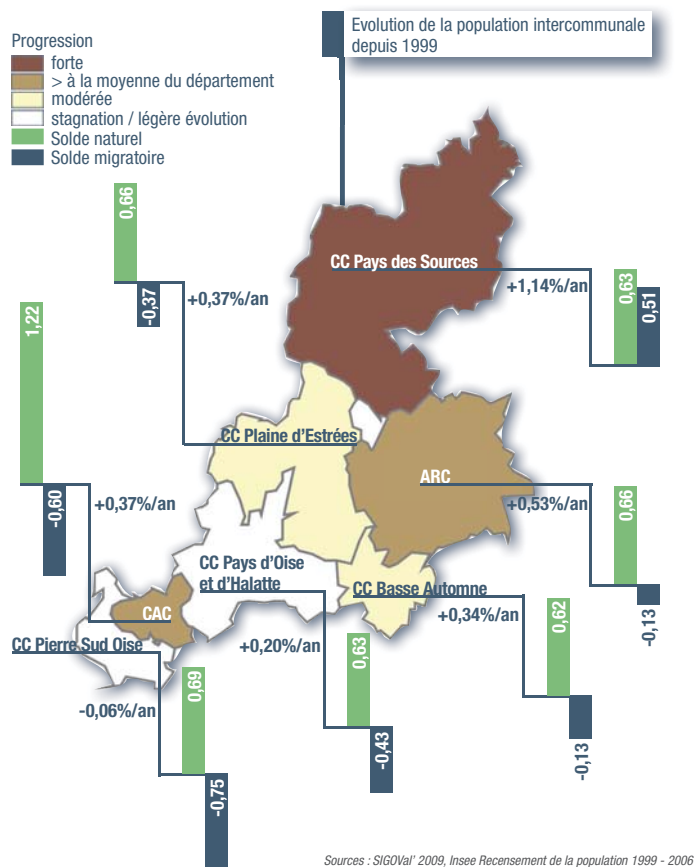 Evolution de la population intercommunale
depuis 1999
Progression
forte
> à la moyenne du département
modérée
stagnation / légère évolution
Solde naturel
Solde migratoire
0,66
-0,37
+0,37%/an
CC Pays des Sources
+1,14%/an
0,63
0,51
1,22
-0,60
+0,37%/an
CC Plaine d'Estrées
ARC
+0,53%/an
0,66
-0,13
CC Pays d'Oise
et d'Halatte
CC Basse Automne
CAC
+0,34%/an
0,62
-0,13
CC Pierre Sud Oise
+0,20%/an
0,63
-0,43
-0,06%/an
0,69
-0,75
Sources : SIGOVal' 2009, Insee Recensement de la population 1999 - 2006